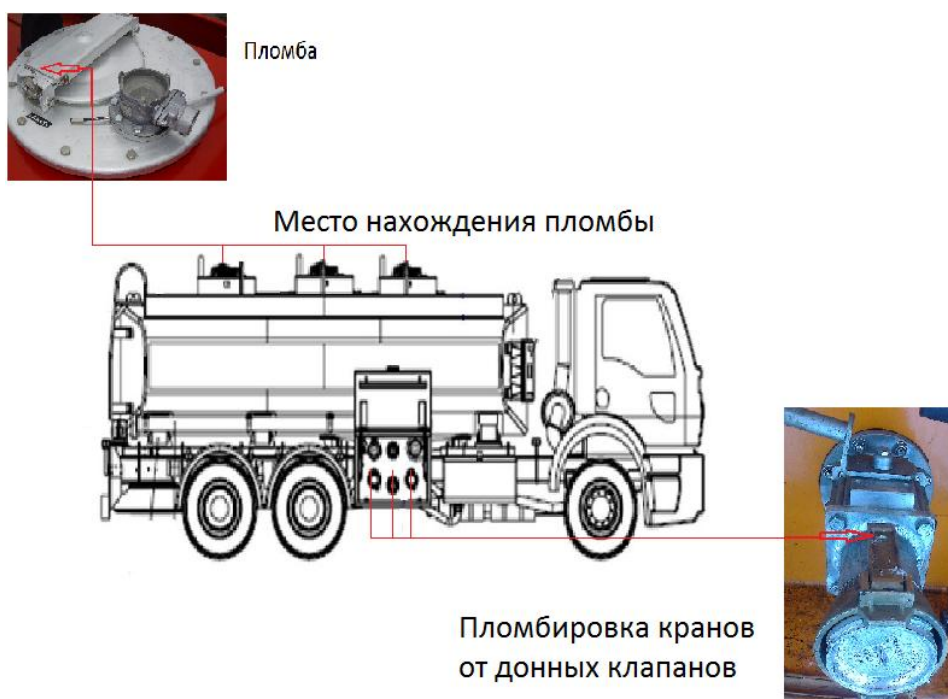 Пломба
Место нахождения пломбы
Пломбировка кранов
от донных клапанов